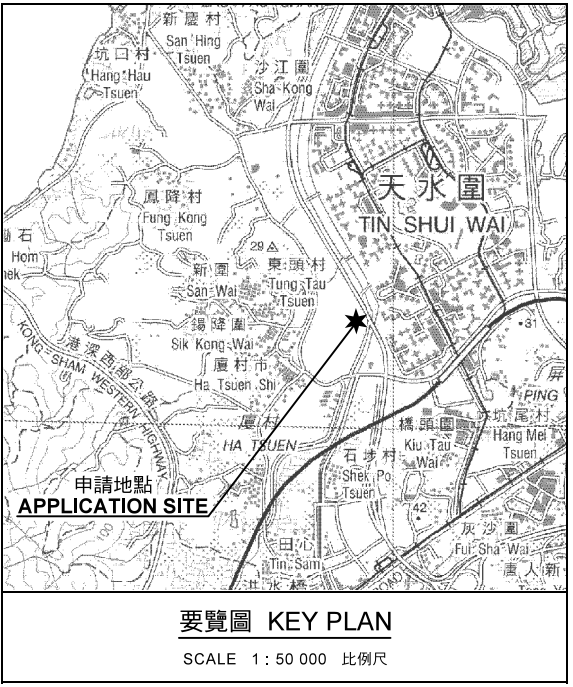 新慶村
San Hing
Tsuen
坑口村
Hang Hau
Tsuen
沙江圍
Sha Kong
Wai
天水圍
TIN SHUI WAI
鳳降村
Fung Kong
Tsuen
石
Hom
hek
29
新圍
San Wai
東頭村
Tung Tau
Tsuen
錫降圍
Sik Kong Wai
廈村市
Ha Tsuen Shi
31
港深西部公路
KONG SHAM WESTERN HIGHWAY
屏
PING
廈村
HA TSUEN
橋頭圍
Kiu Tau
Wai
坑尾村
Hang Mei
Tsuen
石埗村
Shek Po
Tsuen
申請地點
APPLICATION SITE
42
灰沙圍
Fui Sha Wai
唐人新
100
田心
Tin Sam
洪水橋
ROAD
要覽圖 KEY PLAN
SCALE 1 : 50 000 比例尺